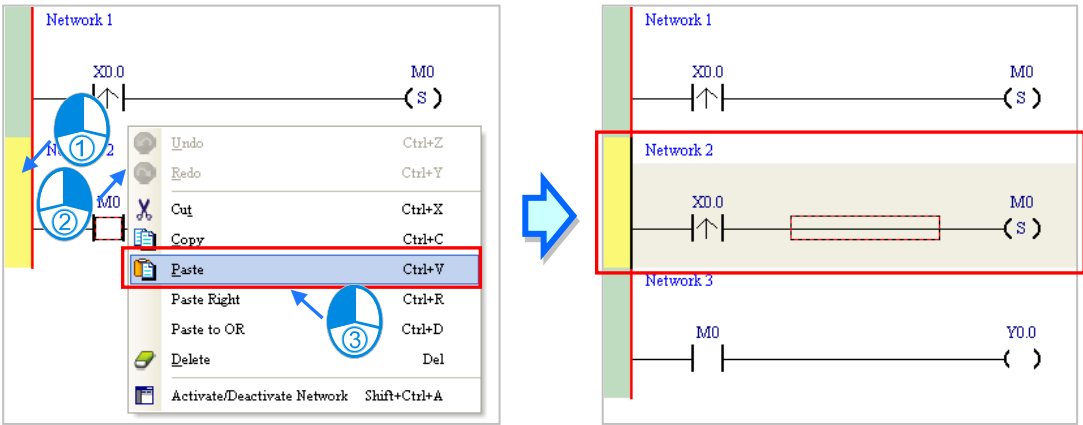 Network 1
X0.0 M0
( S )
①
2
Undo Ctrl+Z
Redo Ctrl+Y
②
M0
Cut Ctrl+X
Copy Ctrl+C
Paste Ctrl+V
Paste Right Ctrl+R
Paste to OR Ctrl+D
③
Delete Del
Activate/Deactivate Network Shift+Ctrl+A
Network 1
X0.0 M0
( S )
Network 2
X0.0 M0
( S )
Network 3
M0 Y0.0
( )